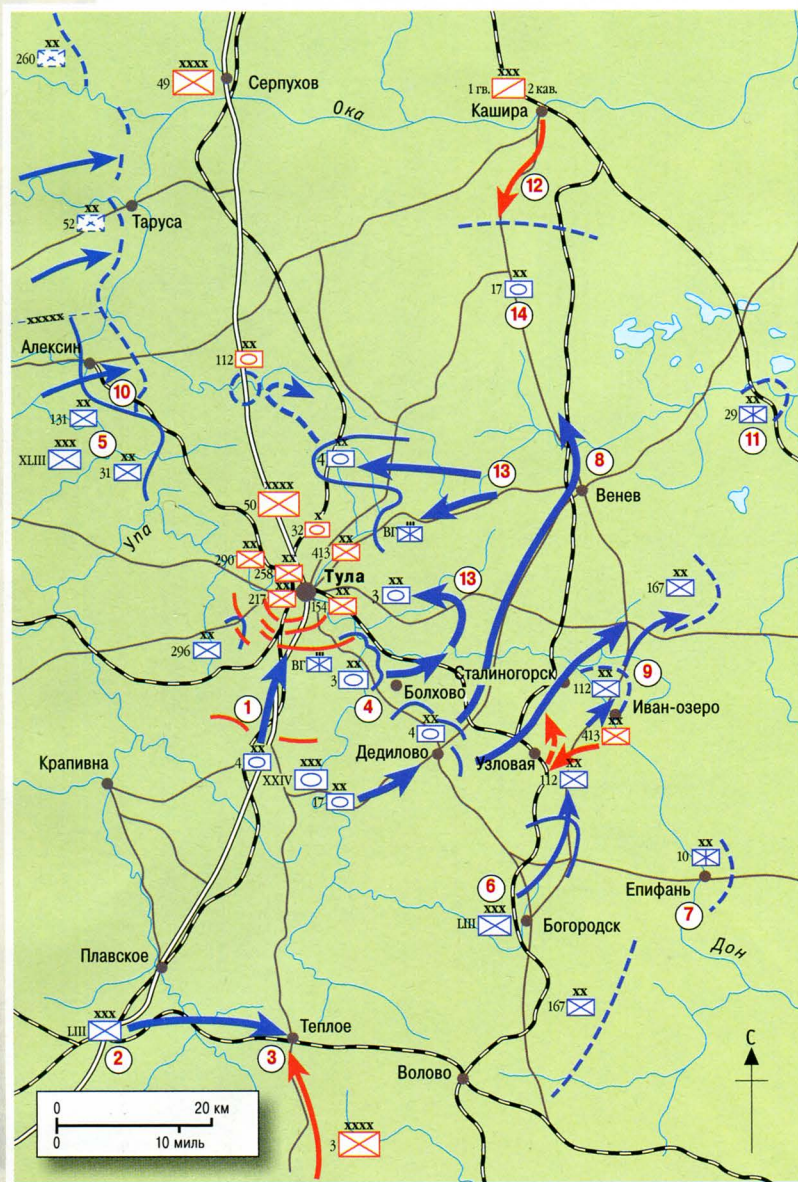 260
xx
49
xxxx
Серпухов
Ока
xxx
1 гв.
2 кав.
Кашира
12
xx
52
Таруса
xxxxx
Алексин
10
xx
131
5
xxx
XLIII
xx
31
xx
112
xx
17
14
xx
29
11
xx
4
13
8
Венев
xxxx
50
x
32
ВГ
III
Упа
xx
290
xx
258
xx
413
Тула
xx
217
xx
154
xx
3
13
xx
167
xx
296
ВГ
III
xx
3
4
Болхово
Сталиногорск
xx
112
9
Иван-озеро
xx
413
1
xx
4
Дедилово
Узловая
xx
112
Крапивна
xx
4
xxx
XXIV
xx
17
xx
10
Епифань
7
6
xxx
LIII
Богородск
Дон
Плавское
xx
167
xxx
LIII
2
3
Теплое
Волово
С
0
20 км
0
10 миль
xxxx
3